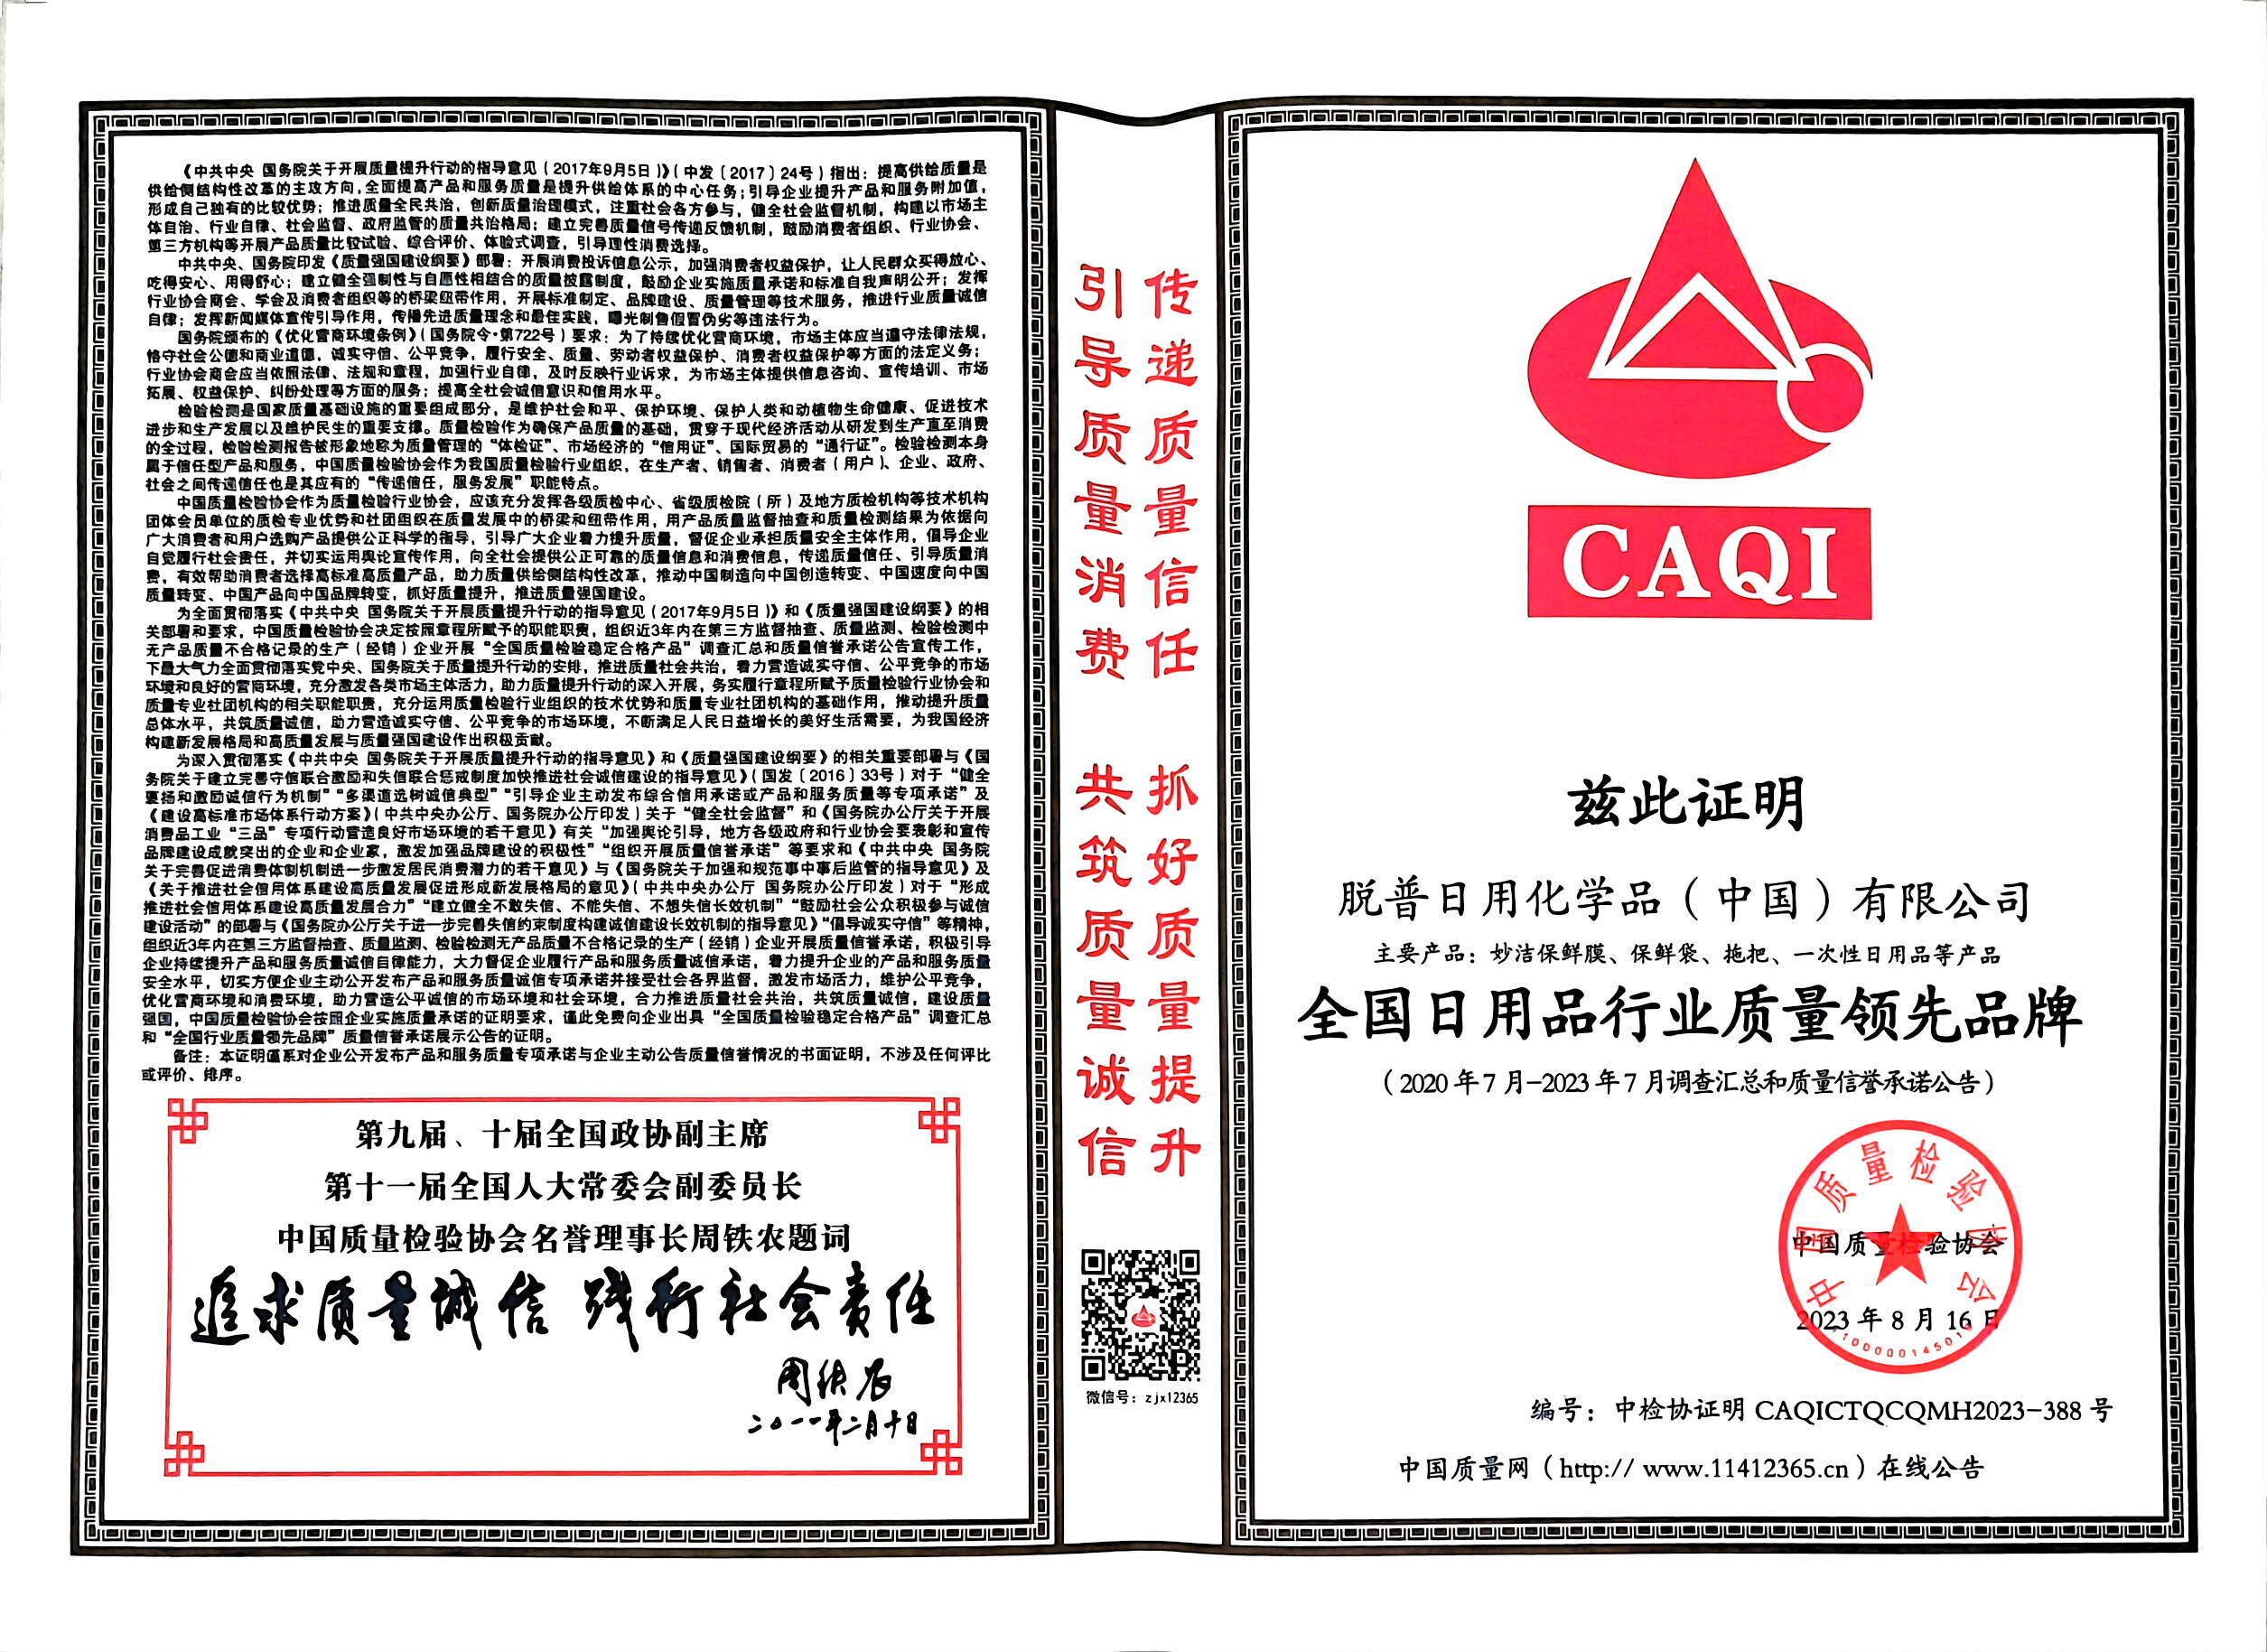 《中共中央 国务院关于开展质量提升行动的指导意见（2017年9月5日）》（中发〔2017〕24号）指出：提高供给质量是
供给侧结构性改革的主攻方向，全面提高产品和服务质量是提升供给体系的中心任务；引导企业提升产品和服务附加值，
形成自己独有的比较优势；推进质量全民共治，创新质量治理模式，注重社会各方参与，健全社会监督机制，构建以市场主
体自治、行业自律、社会监督、政府监管的质量共治格局；建立完善质量信号传递反馈机制，鼓励消费者组织、行业协会、
第三方机构等开展产品质量比较试验、综合评价、体验式调查，引导理性消费选择。
中共中央、国务院印发《质量强国建设纲要》部署：开展消费投诉信息公示，加强消费者权益保护，让人民群众买得放心、
吃得安心、用得舒心；建立健全强制性与自愿性相结合的质量披露制度，鼓励企业实施质量承诺和标准自我声明公开；发挥
行业协会商会、学会及消费者组织等的桥梁纽带作用，开展标准制定、品牌建设、质量管理等技术服务，推进行业质量诚信
自律；发挥新闻媒体宣传引导作用，传播先进质量理念和最佳实践，曝光制售假冒伪劣等违法行为。
国务院颁布的《优化营商环境条例》（国务院令·第722号）要求：为了持续优化营商环境，市场主体应当遵守法律法规，
恪守社会公德和商业道德，诚实守信、公平竞争，履行安全、质量、劳动者权益保护、消费者权益保护等方面的法定义务；
行业协会商会应当依照法律、法规和章程，加强行业自律，及时反映行业诉求，为市场主体提供信息咨询、宣传培训、市场
拓展、权益保护、纠纷处理等方面的服务；提高全社会诚信意识和信用水平。
检验检测是国家质量基础设施的重要组成部分，是维护社会和平、保护环境、保护人类和动植物生命健康、促进技术
进步和生产发展以及维护民生的重要支撑。质量检验作为确保产品质量的基础，贯穿于现代经济活动从研发到生产直至消费
的全过程，检验检测报告被形象地称为质量管理的“体检证”、市场经济的“信用证”、国际贸易的“通行证”。检验检测本身
属于信任型产品和服务，中国质量检验协会作为我国质量检验行业组织，在生产者、销售者、消费者（用户）、企业、政府、
社会之间传递信任也是其应有的“传递信任，服务发展”职能特点。
中国质量检验协会作为质量检验行业协会，应该充分发挥各级质检中心、省级质检院（所）及地方质检机构等技术机构
团体会员单位的质检专业优势和社团组织在质量发展中的桥梁和纽带作用，用产品质量监督抽查和质量检测结果为依据向
广大消费者和用户选购产品提供公正科学的指导，引导广大企业着力提升质量，督促企业承担质量安全主体作用，倡导企业
自觉履行社会责任，并切实运用舆论宣传作用，向全社会提供公正可靠的质量信息和消费信息，传递质量信任、引导质量消
费，有效帮助消费者选择高标准高质量产品，助力质量供给侧结构性改革，推动中国制造向中国创造转变、中国速度向中国
质量转变、中国产品向中国品牌转变，抓好质量提升，推进质量强国建设。
为全面贯彻落实《中共中央 国务院关于开展质量提升行动的指导意见（2017年9月5日）》和《质量强国建设纲要》的相
关部署和要求，中国质量检验协会决定按照章程所赋予的职能职责，组织近3年内在第三方监督抽查、质量监测、检验检测中
无产品质量不合格记录的生产（经销）企业开展“全国质量检验稳定合格产品”调查汇总和质量信誉承诺公告宣传工作，
下最大气力全面贯彻落实党中央、国务院关于质量提升行动的安排，推进质量社会共治，着力营造诚实守信、公平竞争的市场
环境和良好的营商环境，充分激发各类市场主体活力，助力质量提升行动的深入开展，务实履行章程所赋予质量检验行业协会和
质量专业社团机构的相关职能职责，充分运用质量检验行业组织的技术优势和质量专业社团机构的基础作用，推动提升质量
总体水平，共筑质量诚信，助力营造诚实守信、公平竞争的市场环境，不断满足人民日益增长的美好生活需要，为我国经济
构建新发展格局和高质量发展与质量强国建设作出积极贡献。
为深入贯彻落实《中共中央 国务院关于开展质量提升行动的指导意见》和《质量强国建设纲要》的相关重要部署与《国
务院关于建立完善守信联合激励和失信联合惩戒制度加快推进社会诚信建设的指导意见》（国发〔2016〕33号）对于“健全
褒扬和激励诚信行为机制”“多渠道选树诚信典型”“引导企业主动发布综合信用承诺或产品和服务质量等专项承诺”及
《建设高标准市场体系行动方案》（中共中央办公厅、国务院办公厅印发）关于“健全社会监督”和《国务院办公厅关于开展
消费品工业“三品”专项行动营造良好市场环境的若干意见》有关“加强舆论引导，地方各级政府和行业协会要表彰和宣传
品牌建设成就突出的企业和企业家，激发加强品牌建设的积极性”“组织开展质量信誉承诺”等要求和《中共中央 国务院
关于完善促进消费体制机制进一步激发居民消费潜力的若干意见》与《国务院关于加强和规范事中事后监管的指导意见》及
《关于推进社会信用体系建设高质量发展促进形成新发展格局的意见》（中共中央办公厅 国务院办公厅印发）对于“形成
推进社会信用体系建设高质量发展合力”“建立健全不敢失信、不能失信、不想失信长效机制”“鼓励社会公众积极参与诚信
建设活动”的部署与《国务院办公厅关于进一步完善失信约束制度构建诚信建设长效机制的指导意见》“倡导诚实守信”等精神，
组织近3年内在第三方监督抽查、质量监测、检验检测无产品质量不合格记录的生产（经销）企业开展质量信誉承诺，积极引导
企业持续提升产品和服务质量诚信自律能力，大力督促企业履行产品和服务质量诚信承诺，着力提升企业的产品和服务质量
安全水平，切实方便企业主动公开发布产品和服务质量诚信专项承诺并接受社会各界监督，激发市场活力，维护公平竞争，
优化营商环境和消费环境，助力营造公平诚信的市场环境和社会环境，合力推进质量社会共治，共筑质量诚信，建设质量
强国，中国质量检验协会按照企业实施质量承诺的证明要求，谨此免费向企业出具“全国质量检验稳定合格产品”调查汇总
和“全国行业质量领先品牌”质量信誉承诺展示公告的证明。
备注：本证明谨系对企业公开发布产品和服务质量专项承诺与企业主动公告质量信誉情况的书面证明，不涉及任何评比
或评价、排序。
第九届、十届全国政协副主席
第十一届全国人大常委会副委员长
中国质量检验协会名誉理事长周铁农题词
追求质量诚信 践行社会责任
周铁农
二〇一一年二月十日
传递质量信任 抓好质量提升
引导质量消费 共筑质量诚信
微信号：zjx12365
CAQI
兹此证明
脱普日用化学品（中国）有限公司
主要产品：妙洁保鲜膜、保鲜袋、拖把、一次性日用品等产品
全国日用品行业质量领先品牌
（2020年7月-2023年7月调查汇总和质量信誉承诺公告）
中国质量检验协会
中国质量检验协会
2023年8月16日
编号：中检协证明CAQICTQCQMH2023-388号
中国质量网（http:// www.11412365.cn）在线公告